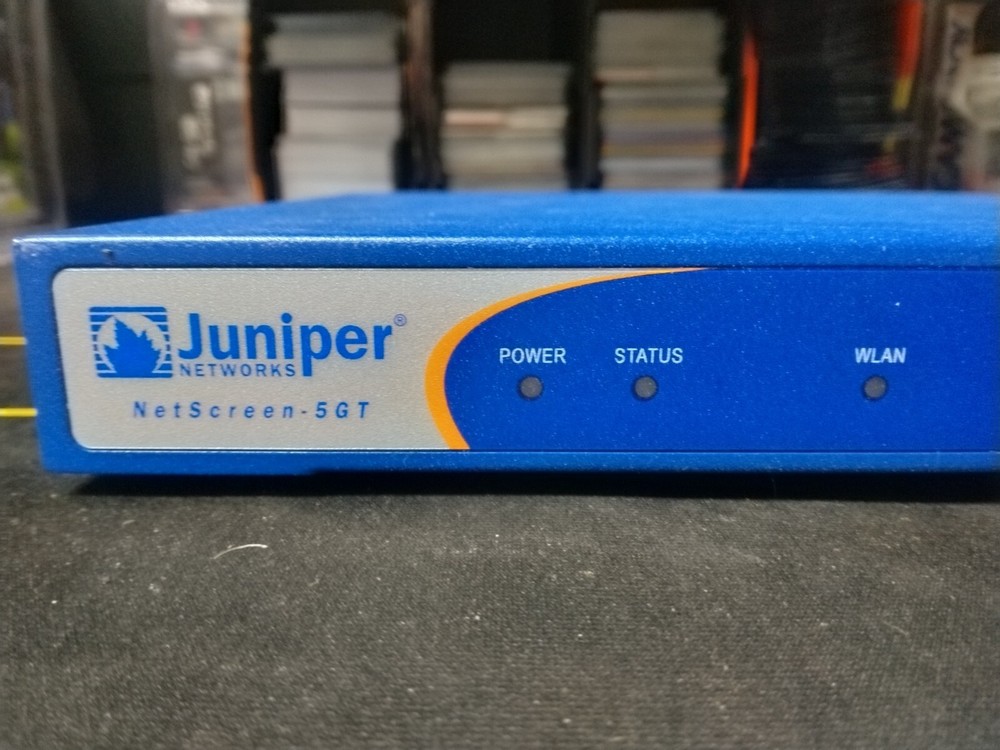 Juniper®
NETWORKS
NetScreen-5GT
POWER STATUS WLAN